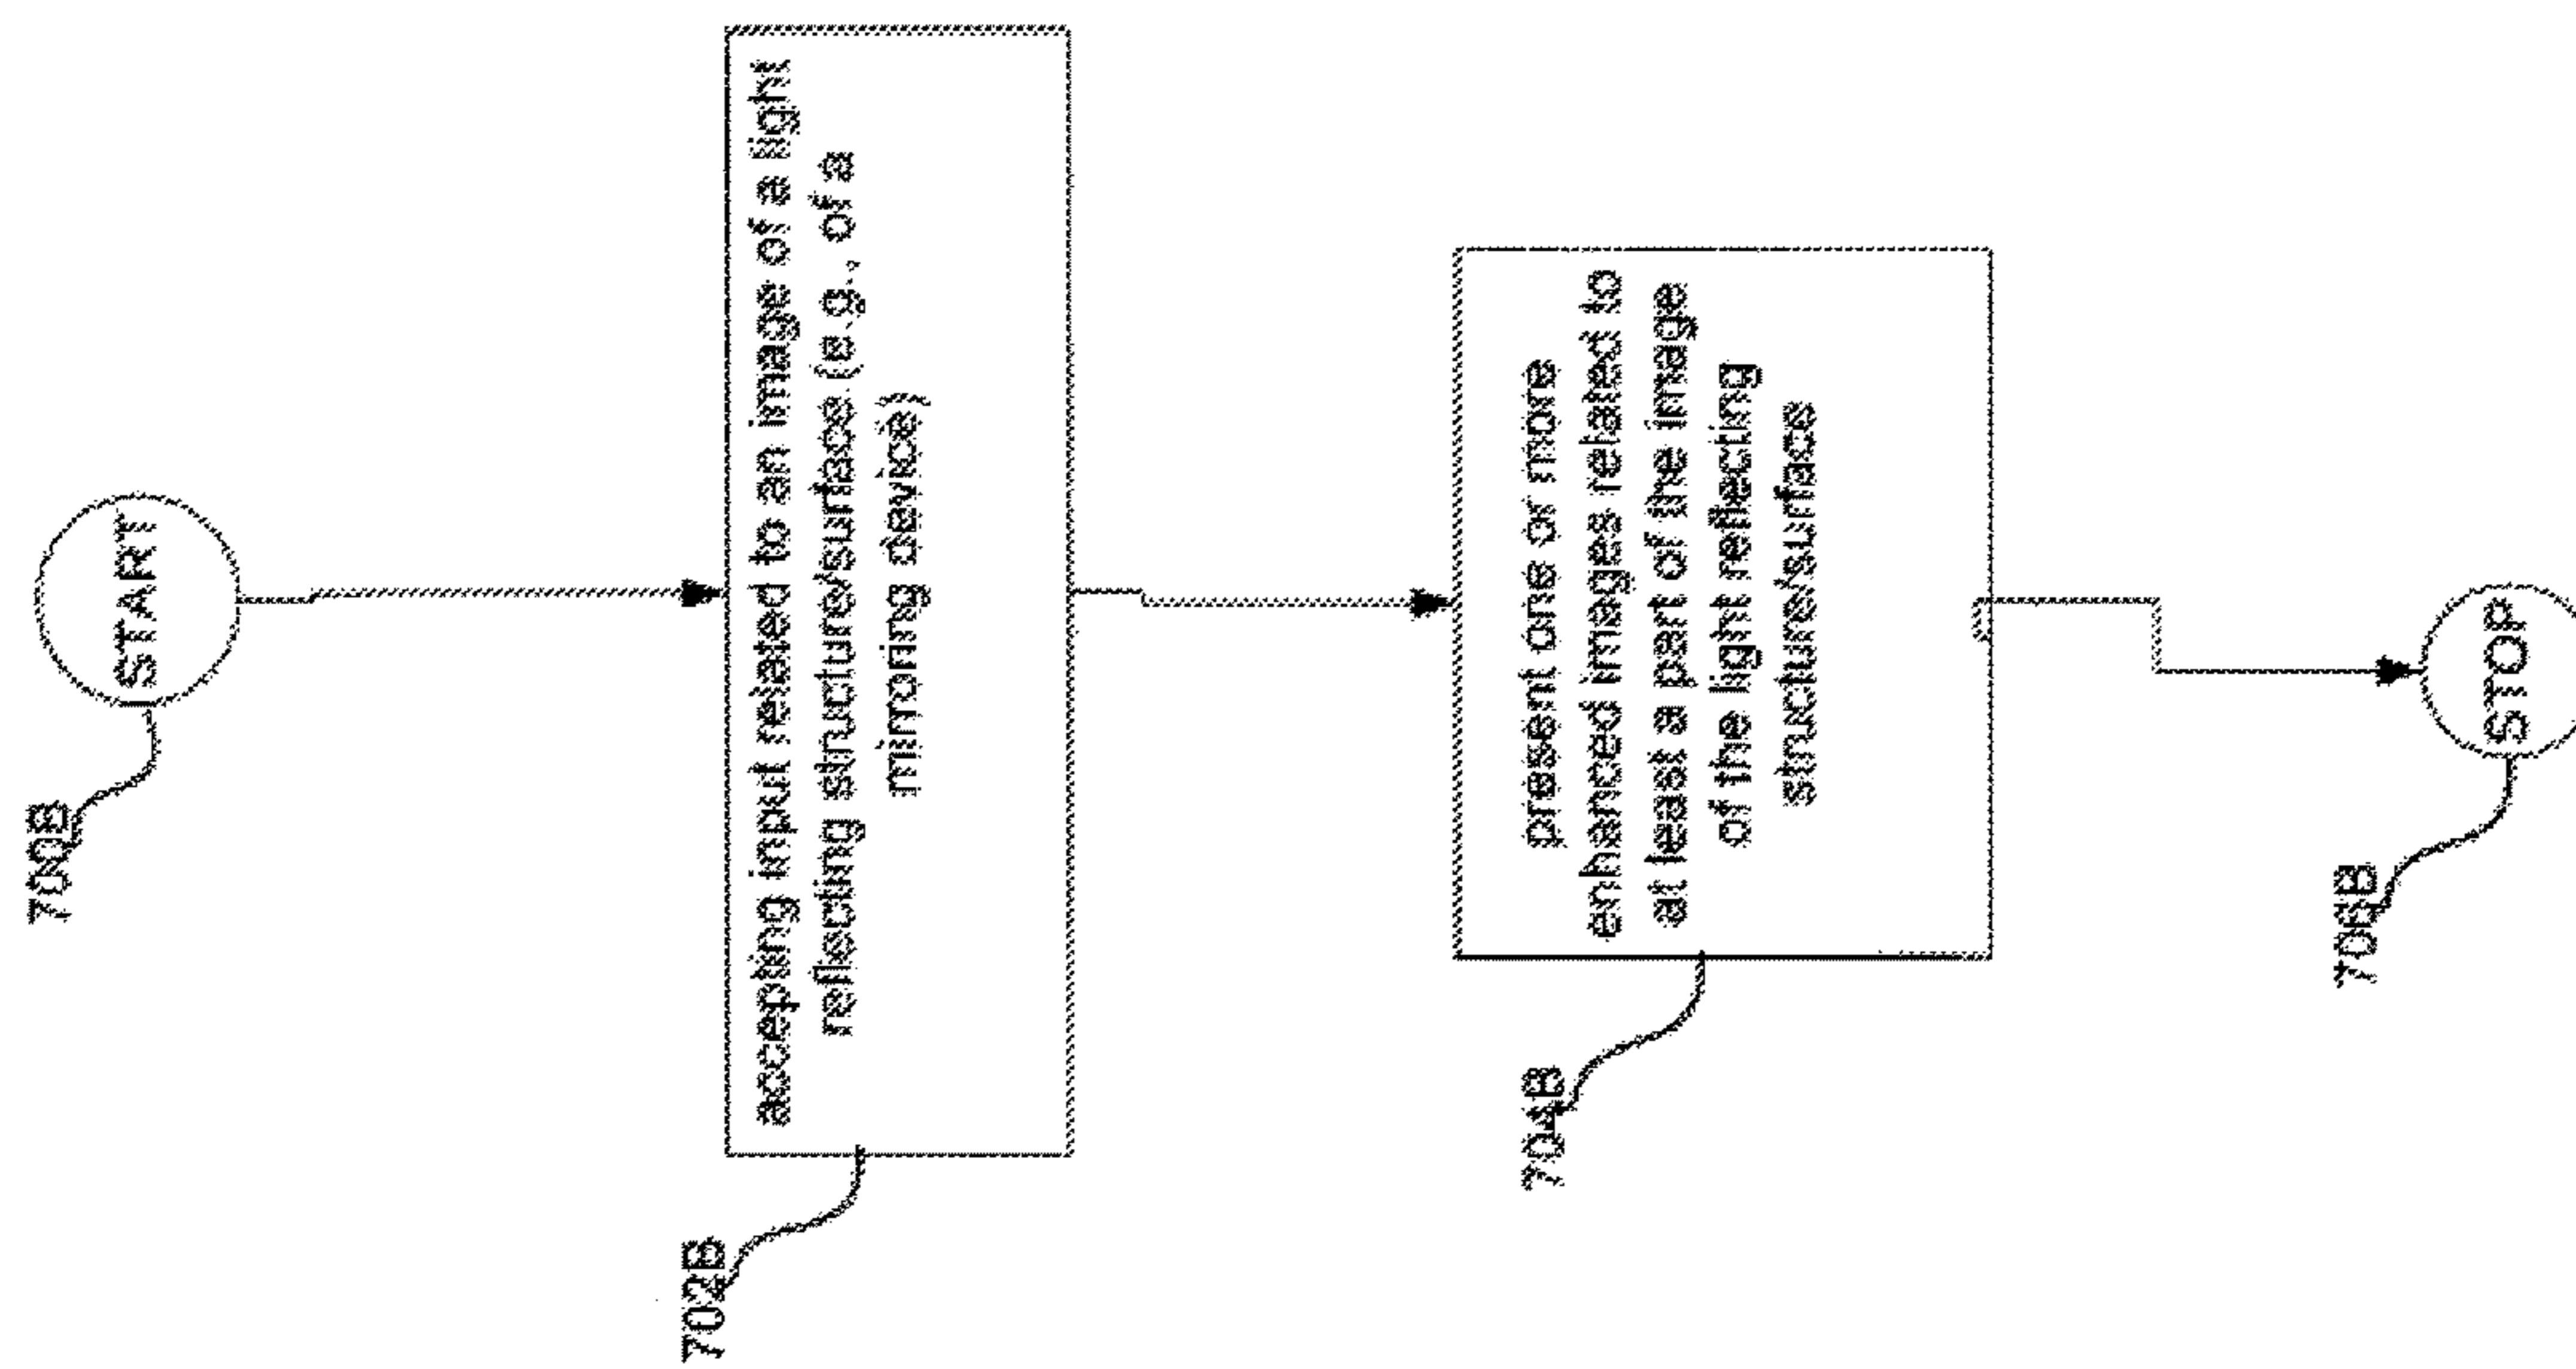 700B
START
702B
accepting input related to an image of a light
reflecting structure/surface (e.g., of a
mirroring device)
704B
present one or more
enhanced images related to
at least a part of the image
of the light reflecting
structure/surface
706B
STOP